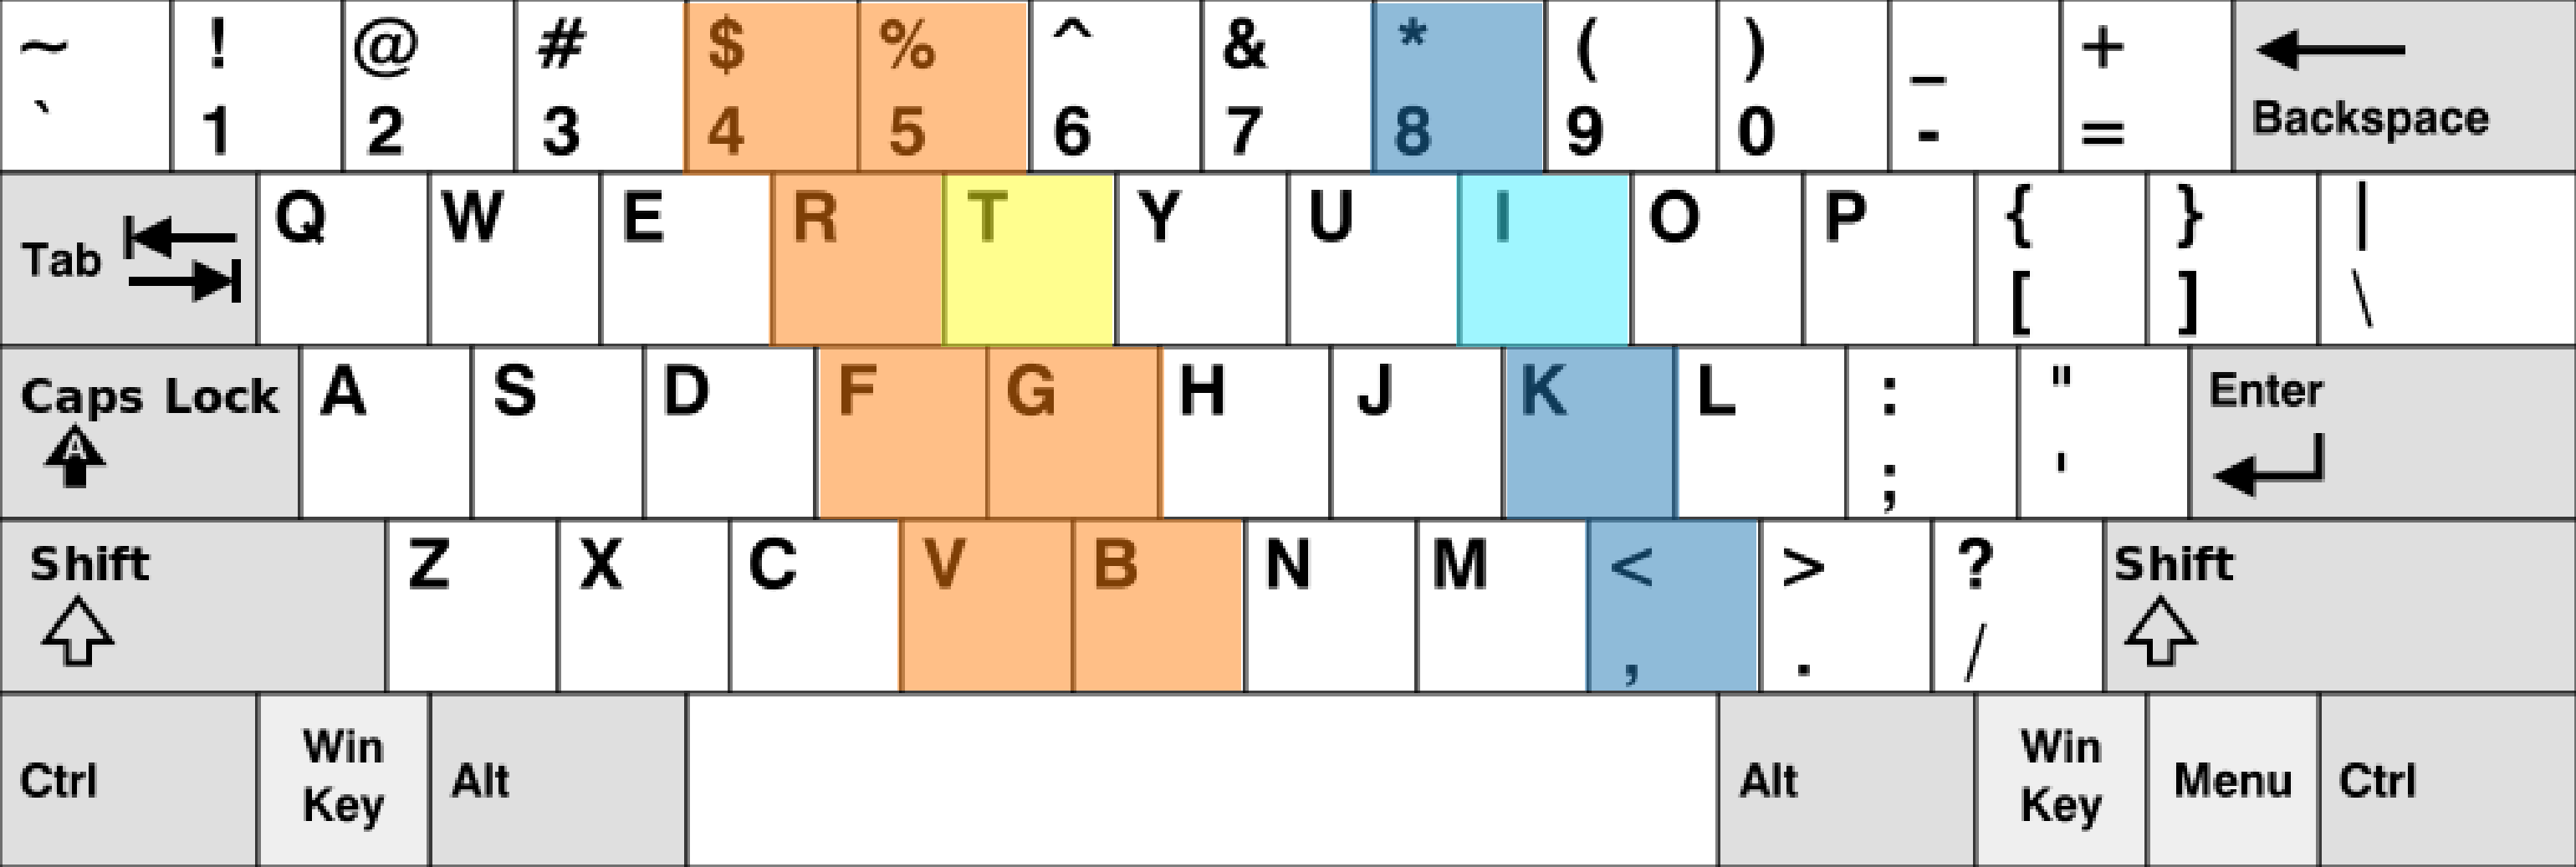 ~ ! @ # $ % ^ & * ( ) _ +
` 1 2 3 4 5 6 7 8 9 0 - = Backspace
Tab Q W E R T Y U I O P { } |
[ ] \
Caps Lock A S D F G H J K L : " Enter
A ; '
Shift Z X C V B N M < > ? Shift
, . /
Ctrl Win Key Alt Alt Win Key Menu Ctrl